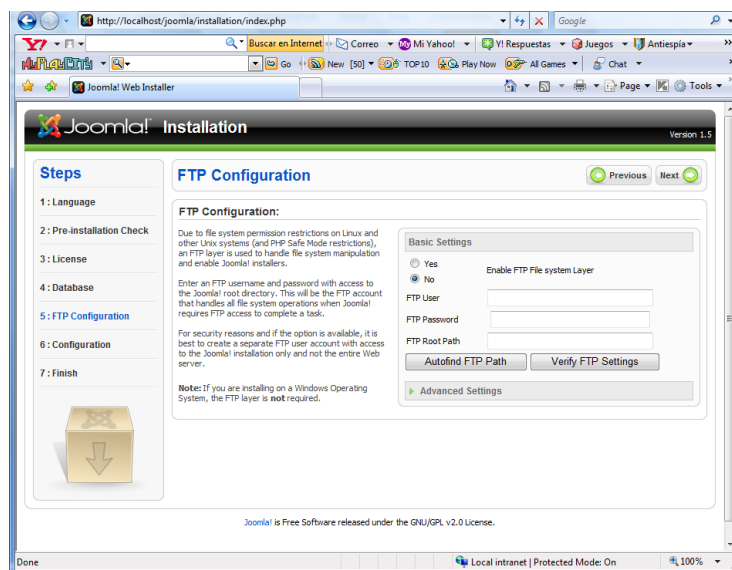 http://localhost/joomla/installation/index.php
Google
Buscar en Internet
Correo
Mi Yahoo!
Y! Respuestas
Juegos
Antiespía
MyPlayCity
Go
New [50]
TOP 10
Play Now
All Games
Chat
Joomla! Web Installer
Page
Tools
Joomla! Installation
Version 1.5
Steps
1 : Language
2 : Pre-installation Check
3 : License
4 : Database
5 : FTP Configuration
6 : Configuration
7 : Finish
FTP Configuration
Previous
Next
FTP Configuration:
Due to file system permission restrictions on Linux and
other Unix systems (and PHP Safe Mode restrictions),
an FTP layer is used to handle file system manipulation
and enable Joomla! installers.
Enter an FTP username and password with access to
the Joomla! root directory. This will be the FTP account
that handles all file system operations when Joomla!
requires FTP access to complete a task.
For security reasons and if the option is available, it is
best to create a separate FTP user account with access
to the Joomla! installation only and not the entire Web
server.
Note: If you are installing on a Windows Operating
System, the FTP layer is not required.
Basic Settings
Yes
No
Enable FTP File system Layer
FTP User
FTP Password
FTP Root Path
Autofind FTP Path
Verify FTP Settings
Advanced Settings
Joomla! is Free Software released under the GNU/GPL v2.0 License.
Done
Local intranet | Protected Mode: On
100%